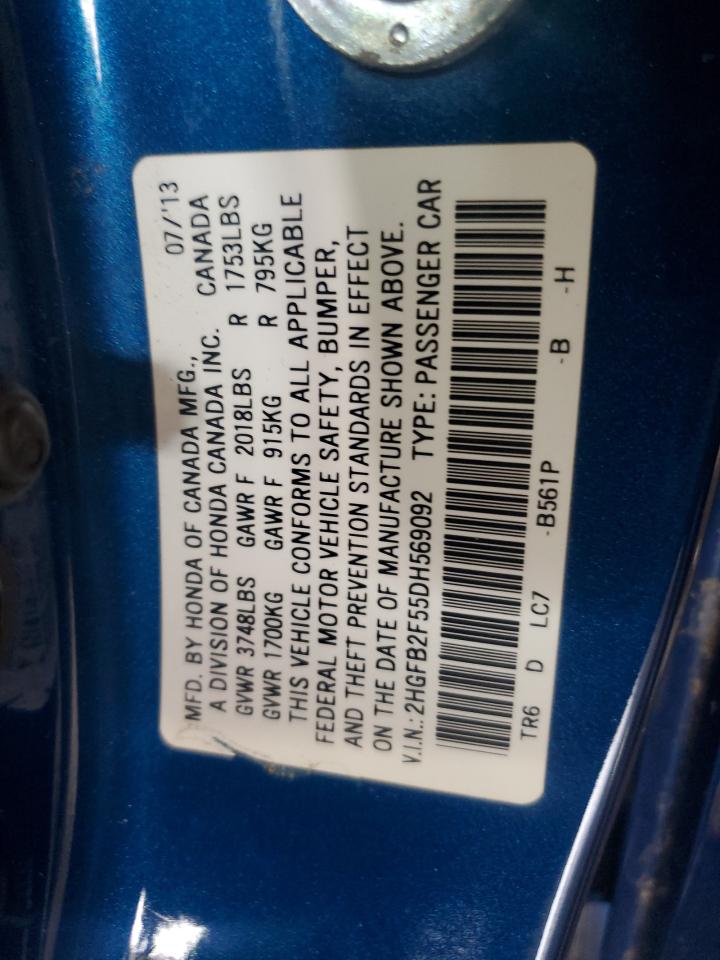 MFD. BY HONDA OF CANADA MFG., 07/'13
A DIVISION OF HONDA CANADA INC. CANADA
GVWR 3748LBS GAWR F 2018LBS R 1753LBS
GVWR 1700KG GAWR F 915KG R 795KG
THIS VEHICLE CONFORMS TO ALL APPLICABLE
FEDERAL MOTOR VEHICLE SAFETY, BUMPER,
AND THEFT PREVENTION STANDARDS IN EFFECT
ON THE DATE OF MANUFACTURE SHOWN ABOVE.
V.I.N.: 2HGFB2F55DH569092 TYPE: PASSENGER CAR
TR6 D LC7 -B561P -B -H